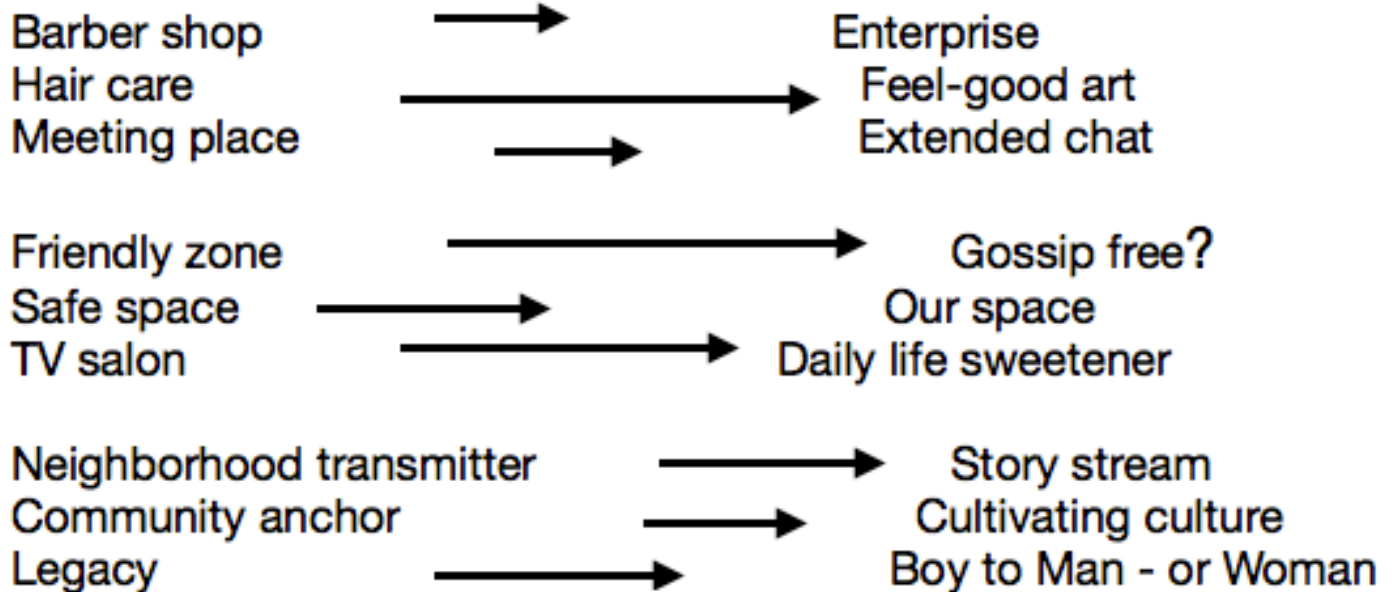 Barber shop Enterprise
Hair care Feel-good art
Meeting place Extended chat
Friendly zone Gossip free?
Safe space Our space
TV salon Daily life sweetener
Neighborhood transmitter Story stream
Community anchor Cultivating culture
Legacy Boy to Man - or Woman